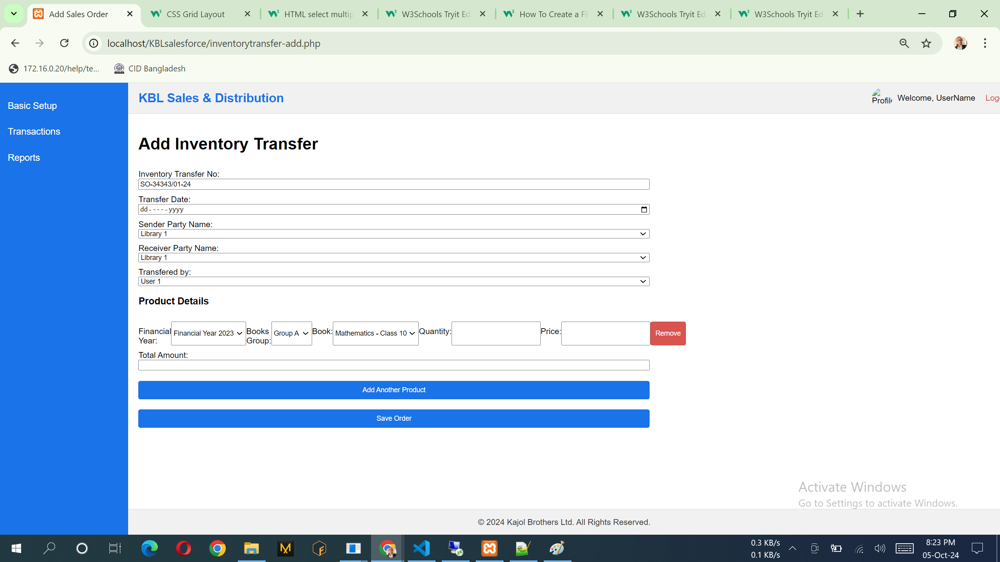 Add Sales Order
CSS Grid Layout
HTML select multip
W3Schools Tryit Ed
How To Create a Fil
W3Schools Tryit Ed
W3Schools Tryit Ed
localhost/KBLsalesforce/inventorytransfer-add.php
172.16.0.20/help/te...
CID Bangladesh
Basic Setup
Transactions
Reports
KBL Sales & Distribution
Profil
Welcome, UserName
Log
Add Inventory Transfer
Inventory Transfer No:
SO-34343/01-24
Transfer Date:
dd-----yyyy
Sender Party Name:
Library 1
Receiver Party Name:
Library 1
Transfered by:
User 1
Product Details
Financial Year:
Financial Year 2023
Books Group:
Group A
Book:
Mathematics - Class 10
Quantity:
Price:
Remove
Total Amount:
Add Another Product
Save Order
Activate Windows
Go to Settings to activate Windows.
© 2024 Kajol Brothers Ltd. All Rights Reserved.
0.3 KB/s
0.1 KB/s
8:23 PM
05-Oct-24